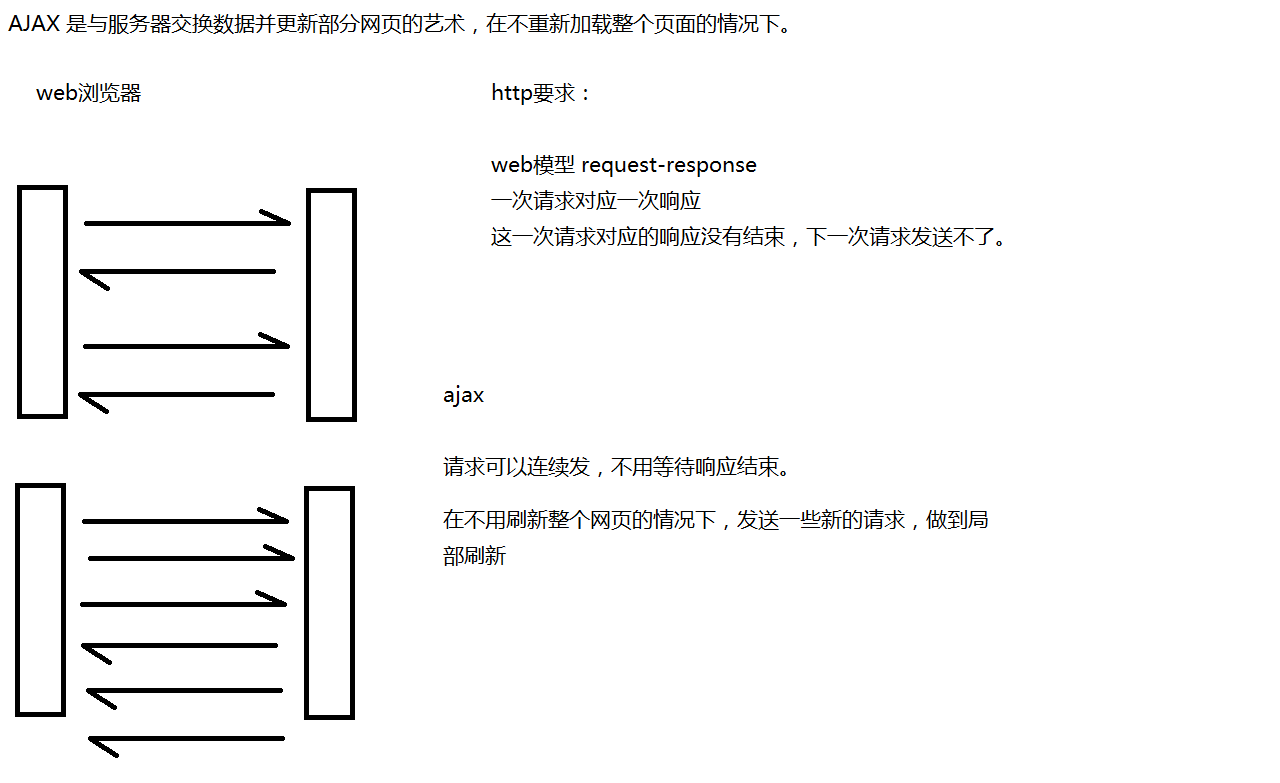 AJAX 是与服务器交换数据并更新部分网页的艺术，在不重新加载整个页面的情况下。
web浏览器
http要求：
web模型 request-response
一次请求对应一次响应
这一次请求对应的响应没有结束，下一次请求发送不了。
ajax
请求可以连续发，不用等待响应结束。
在不用刷新整个网页的情况下，发送一些新的请求，做到局
部刷新